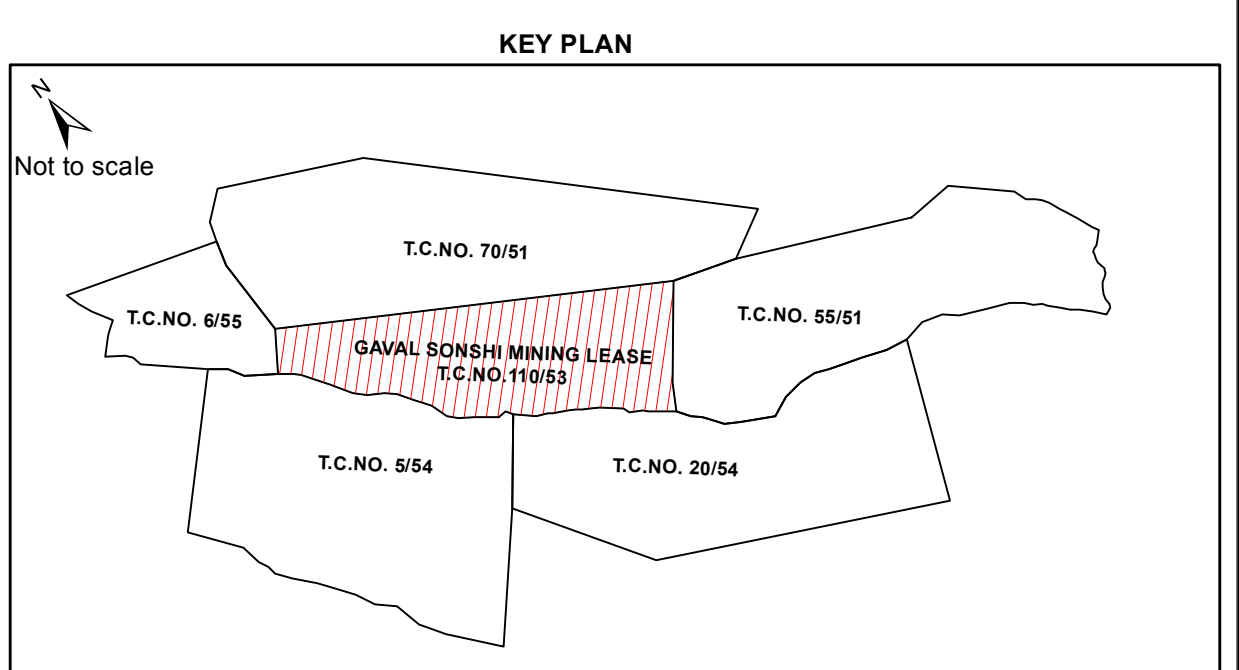 KEY PLAN
N
Not to scale
T.C.NO. 70/51
T.C.NO. 6/55
T.C.NO. 55/51
GAVAL SONSHI MINING LEASE
T.C.NO.110/53
T.C.NO. 5/54
T.C.NO. 20/54